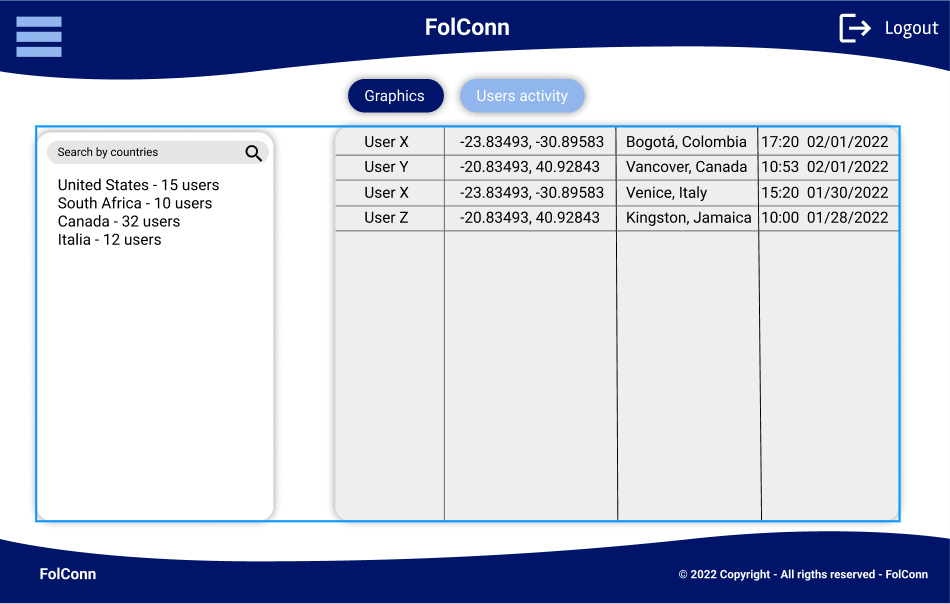 FolConn
Logout
Graphics
Users activity
Search by countries
United States - 15 users
South Africa - 10 users
Canada - 32 users
Italia - 12 users
User X -23.83493, -30.89583 Bogotá, Colombia 17:20 02/01/2022
User Y -20.83493, 40.92843 Vancover, Canada 10:53 02/01/2022
User X -23.83493, -30.89583 Venice, Italy 15:20 01/30/2022
User Z -20.83493, 40.92843 Kingston, Jamaica 10:00 01/28/2022
FolConn
© 2022 Copyright - All rigths reserved - FolConn